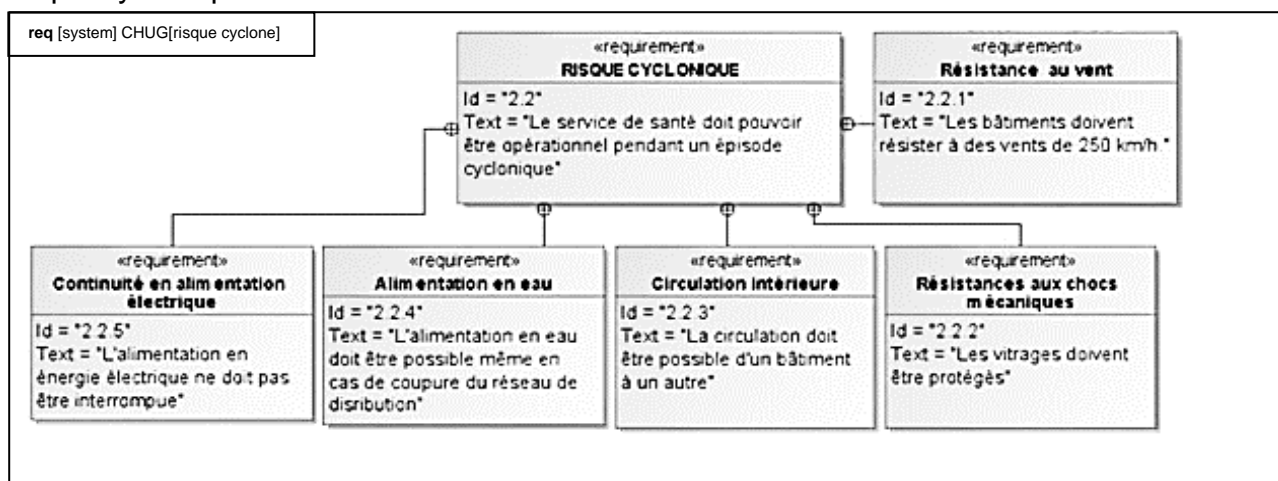 req [system] CHUG[risque cyclone]
«requirement»
RISQUE CYCLONIQUE
Id = "2.2"
Text = "Le service de santé doit pouvoir
être opérationnel pendant un épisode
cyclonique"
«requirement»
Résistance au vent
Id = "2.2.1"
Text = "Les bâtiments doivent
résister à des vents de 250 km/h."
«requirement»
Continuité en alimentation
électrique
Id = "2.2.5"
Text = "L'alimentation en
énergie électrique ne doit pas
être interrompue"
«requirement»
Alimentation en eau
Id = "2.2.4"
Text = "L'alimentation en eau
doit être possible même en
cas de coupure du réseau de
disribution"
«requirement»
Circulation intérieure
Id = "2.2.3"
Text = "La circulation doit
être possible d'un bâtiment
à un autre"
«requirement»
Résistances aux chocs
mécaniques
Id = "2.2.2"
Text = "Les vitrages doivent
être protégès"